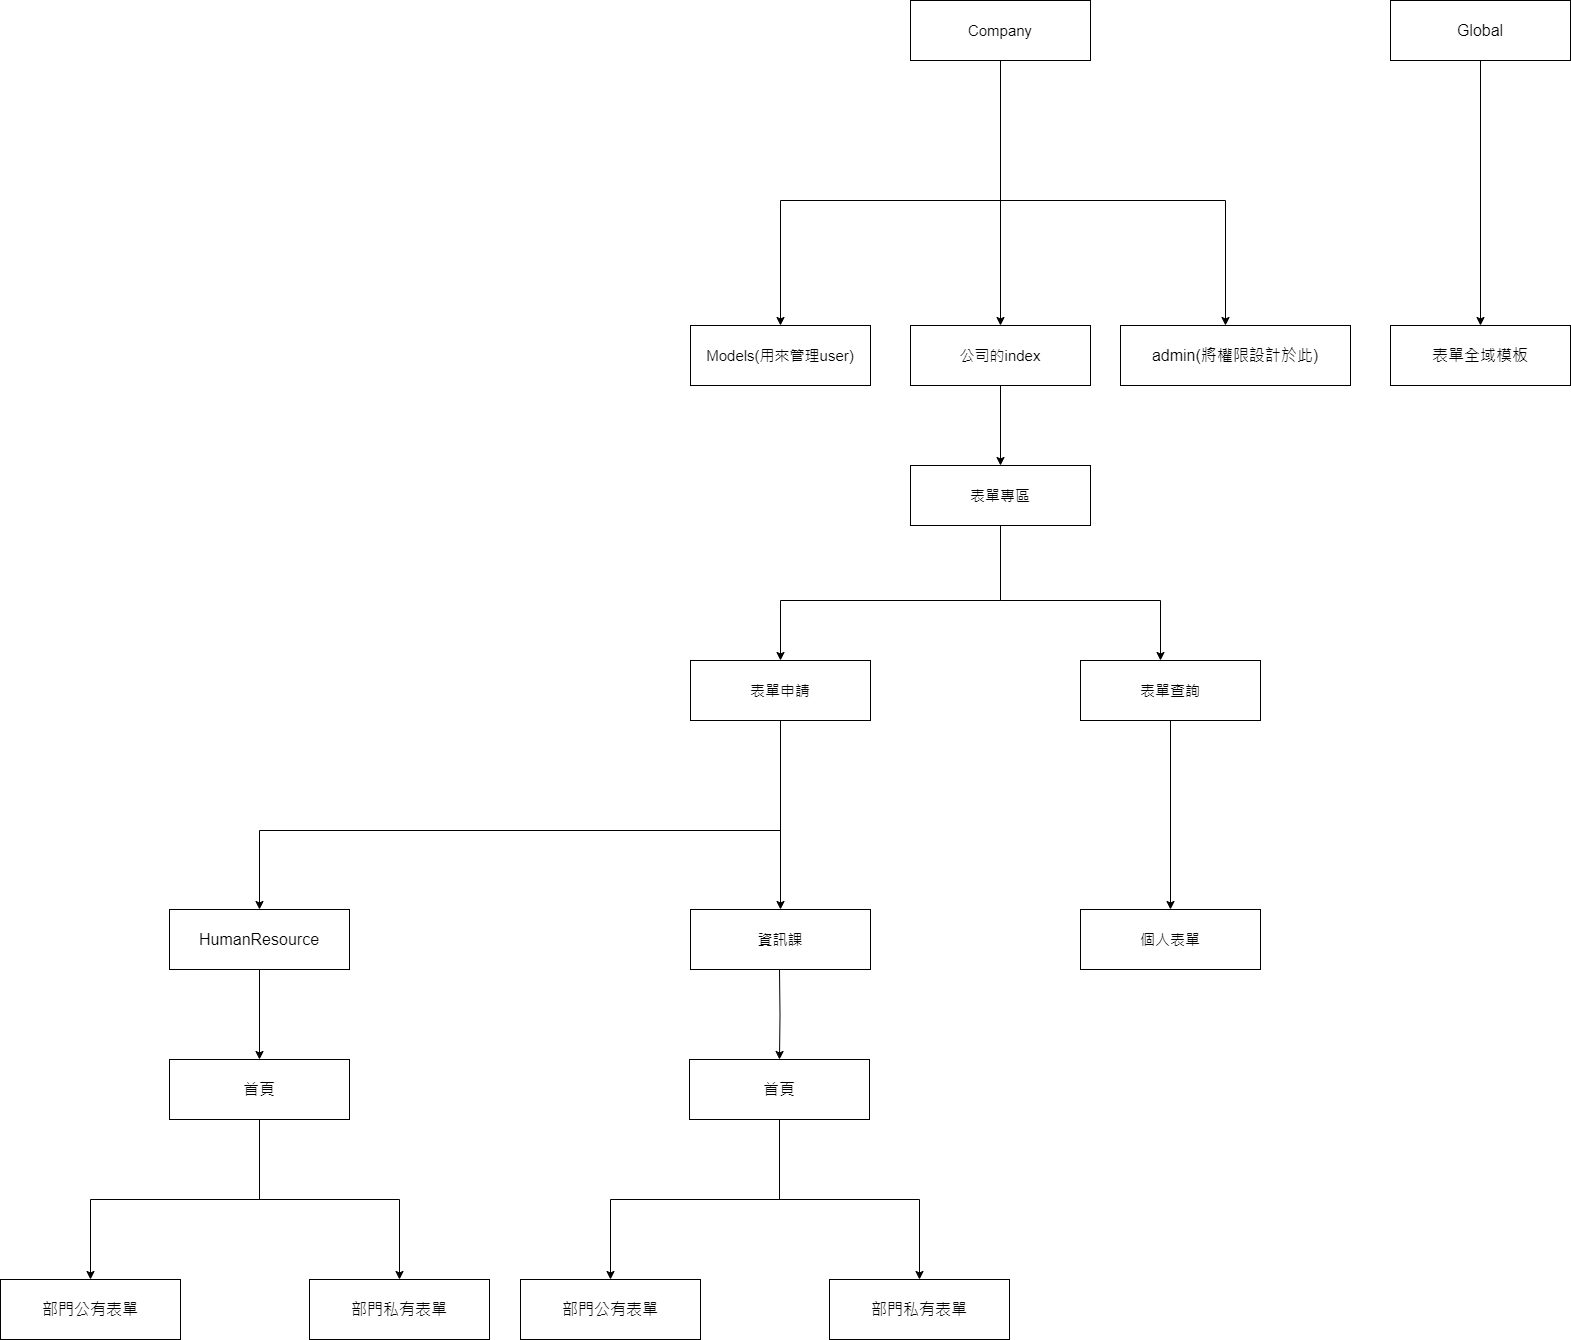 Company
Global
Models(用來管理user)
公司的index
admin(將權限設計於此)
表單全域模板
表單專區
表單申請
表單查詢
HumanResource
資訊課
個人表單
首頁
首頁
部門公有表單
部門私有表單
部門公有表單
部門私有表單